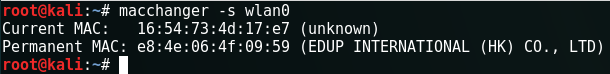 root@kali:~# macchanger -s wlan0
Current MAC:   16:54:73:4d:17:e7 (unknown)
Permanent MAC: e8:4e:06:4f:09:59 (EDUP INTERNATIONAL (HK) CO., LTD)
root@kali:~#